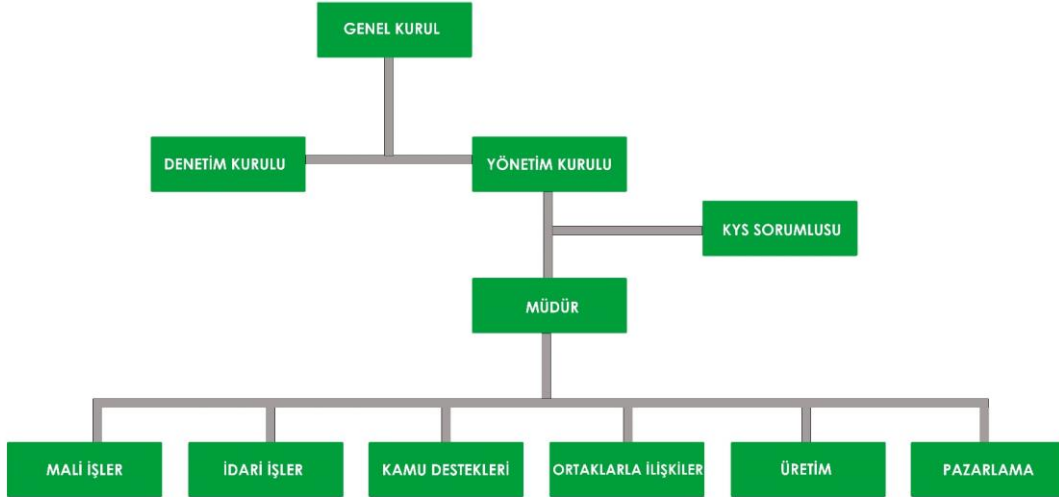 GENEL KURUL
DENETİM KURULU
YÖNETİM KURULU
KYS SORUMLUSU
MÜDÜR
MALİ İŞLER
İDARİ İŞLER
KAMU DESTEKLERİ
ORTAKLARLA İLİŞKİLER
ÜRETİM
PAZARLAMA